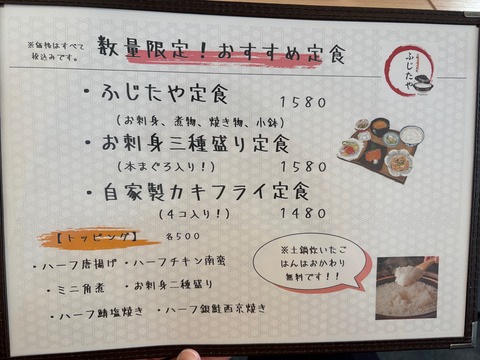 ※価格はすべて
税込みです。
数量限定！おすすめ定食
ふじたや
・ふじたや定食 1580
(お刺身、煮物、焼き物、小鉢)
・お刺身三種盛り定食
(本まぐろ入り！) 1580
・自家製カキフライ定食
(4コ入り！) 1480
【トッピング】 各500
・ハーフ唐揚げ・ハーフチキン南蛮
・ミニ角煮 ・お刺身二種盛り
・ハーフ鯖塩焼き ・ハーフ銀鮭西京焼き
※土鍋炊いたご
はんはおかわり
無料です！！